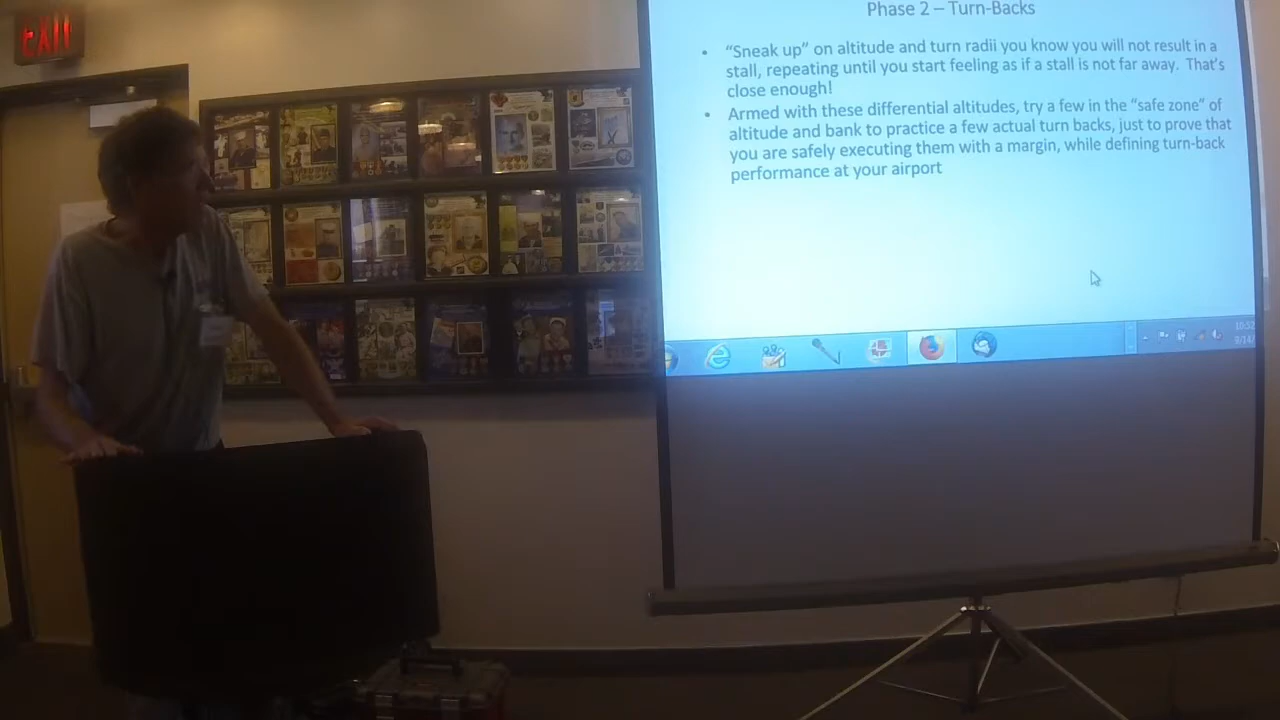 EXIT
Phase 2 – Turn-Backs
• “Sneak up” on altitude and turn radii you know you will not result in a
stall, repeating until you start feeling as if a stall is not far away. That’s
close enough!
• Armed with these differential altitudes, try a few in the “safe zone” of
altitude and bank to practice a few actual turn backs, just to prove that
you are safely executing them with a margin, while defining turn-back
performance at your airport
10:52